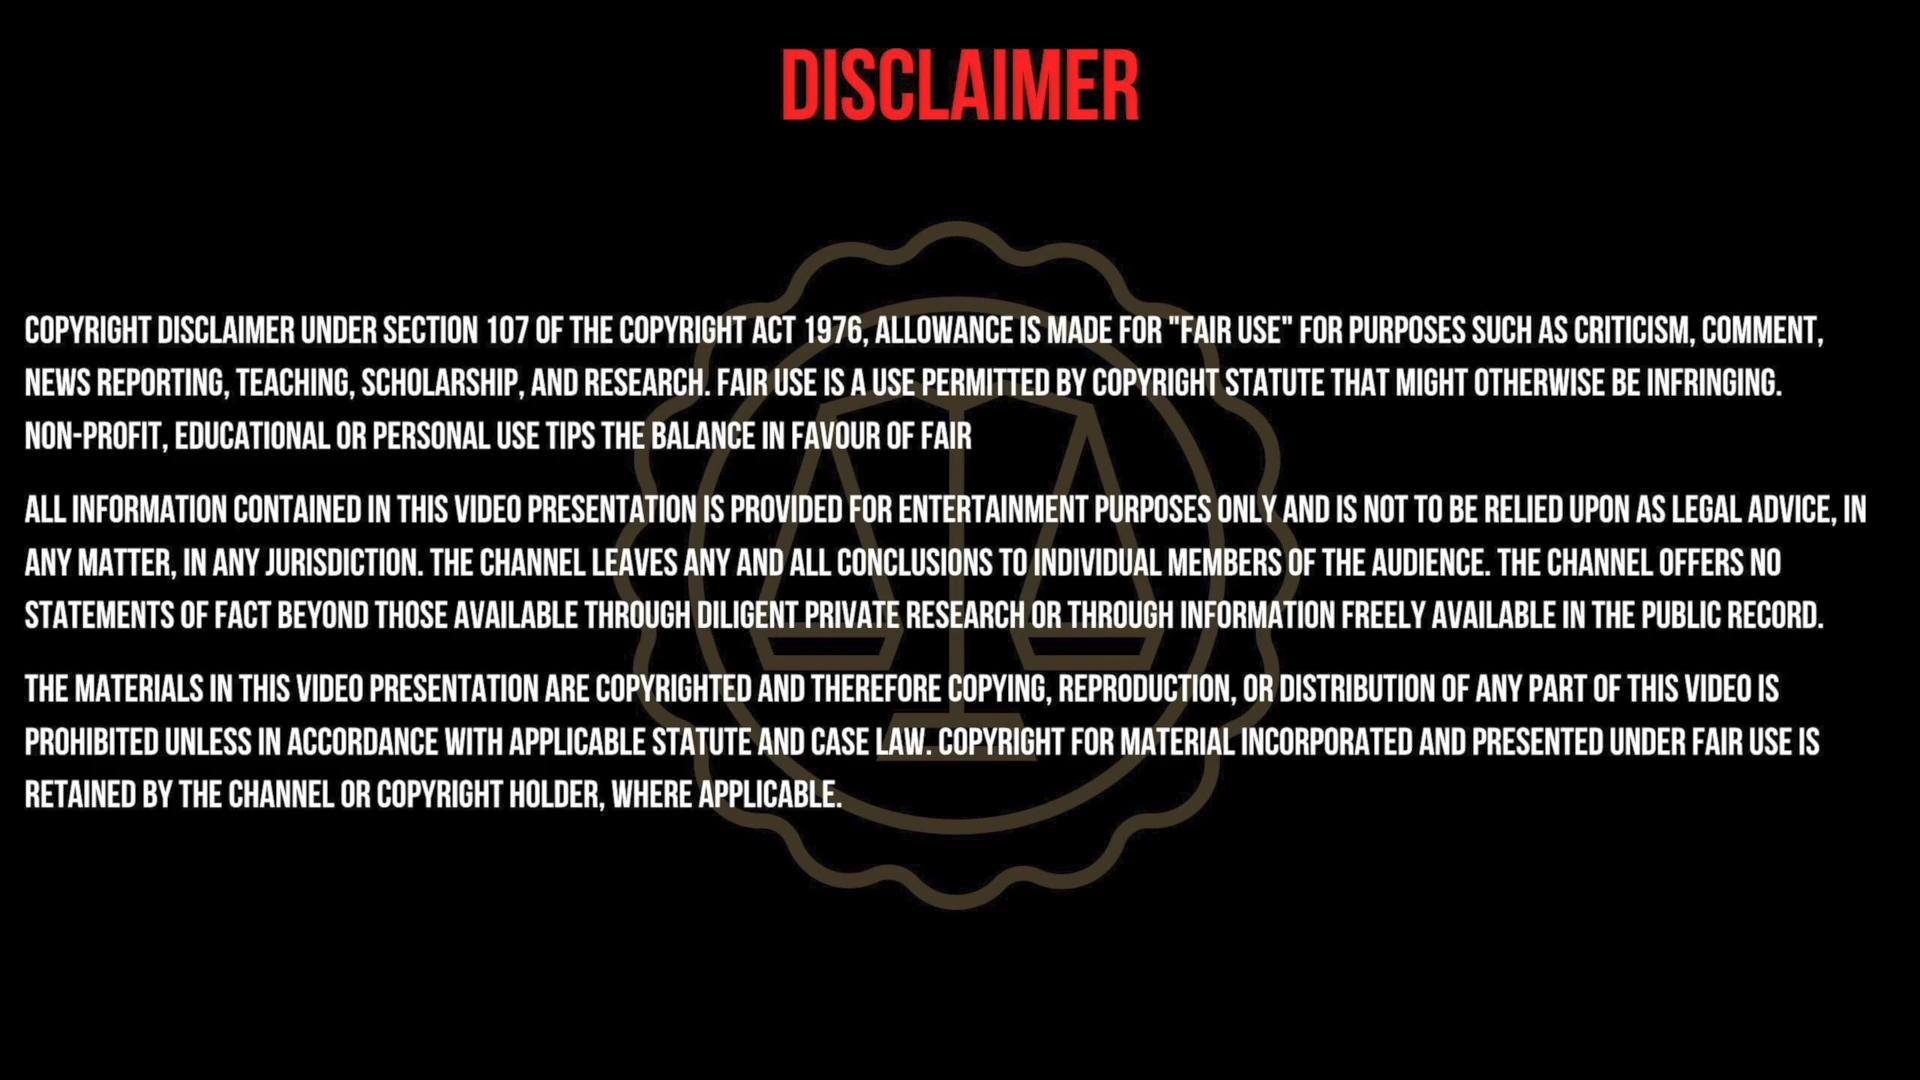 DISCLAIMER
COPYRIGHT DISCLAIMER UNDER SECTION 107 OF THE COPYRIGHT ACT 1976, ALLOWANCE IS MADE FOR "FAIR USE" FOR PURPOSES SUCH AS CRITICISM, COMMENT,
NEWS REPORTING, TEACHING, SCHOLARSHIP, AND RESEARCH. FAIR USE IS A USE PERMITTED BY COPYRIGHT STATUTE THAT MIGHT OTHERWISE BE INFRINGING.
NON-PROFIT, EDUCATIONAL OR PERSONAL USE TIPS THE BALANCE IN FAVOUR OF FAIR
ALL INFORMATION CONTAINED IN THIS VIDEO PRESENTATION IS PROVIDED FOR ENTERTAINMENT PURPOSES ONLY AND IS NOT TO BE RELIED UPON AS LEGAL ADVICE, IN
ANY MATTER, IN ANY JURISDICTION. THE CHANNEL LEAVES ANY AND ALL CONCLUSIONS TO INDIVIDUAL MEMBERS OF THE AUDIENCE. THE CHANNEL OFFERS NO
STATEMENTS OF FACT BEYOND THOSE AVAILABLE THROUGH DILIGENT PRIVATE RESEARCH OR THROUGH INFORMATION FREELY AVAILABLE IN THE PUBLIC RECORD.
THE MATERIALS IN THIS VIDEO PRESENTATION ARE COPYRIGHTED AND THEREFORE COPYING, REPRODUCTION, OR DISTRIBUTION OF ANY PART OF THIS VIDEO IS
PROHIBITED UNLESS IN ACCORDANCE WITH APPLICABLE STATUTE AND CASE LAW. COPYRIGHT FOR MATERIAL INCORPORATED AND PRESENTED UNDER FAIR USE IS
RETAINED BY THE CHANNEL OR COPYRIGHT HOLDER, WHERE APPLICABLE.